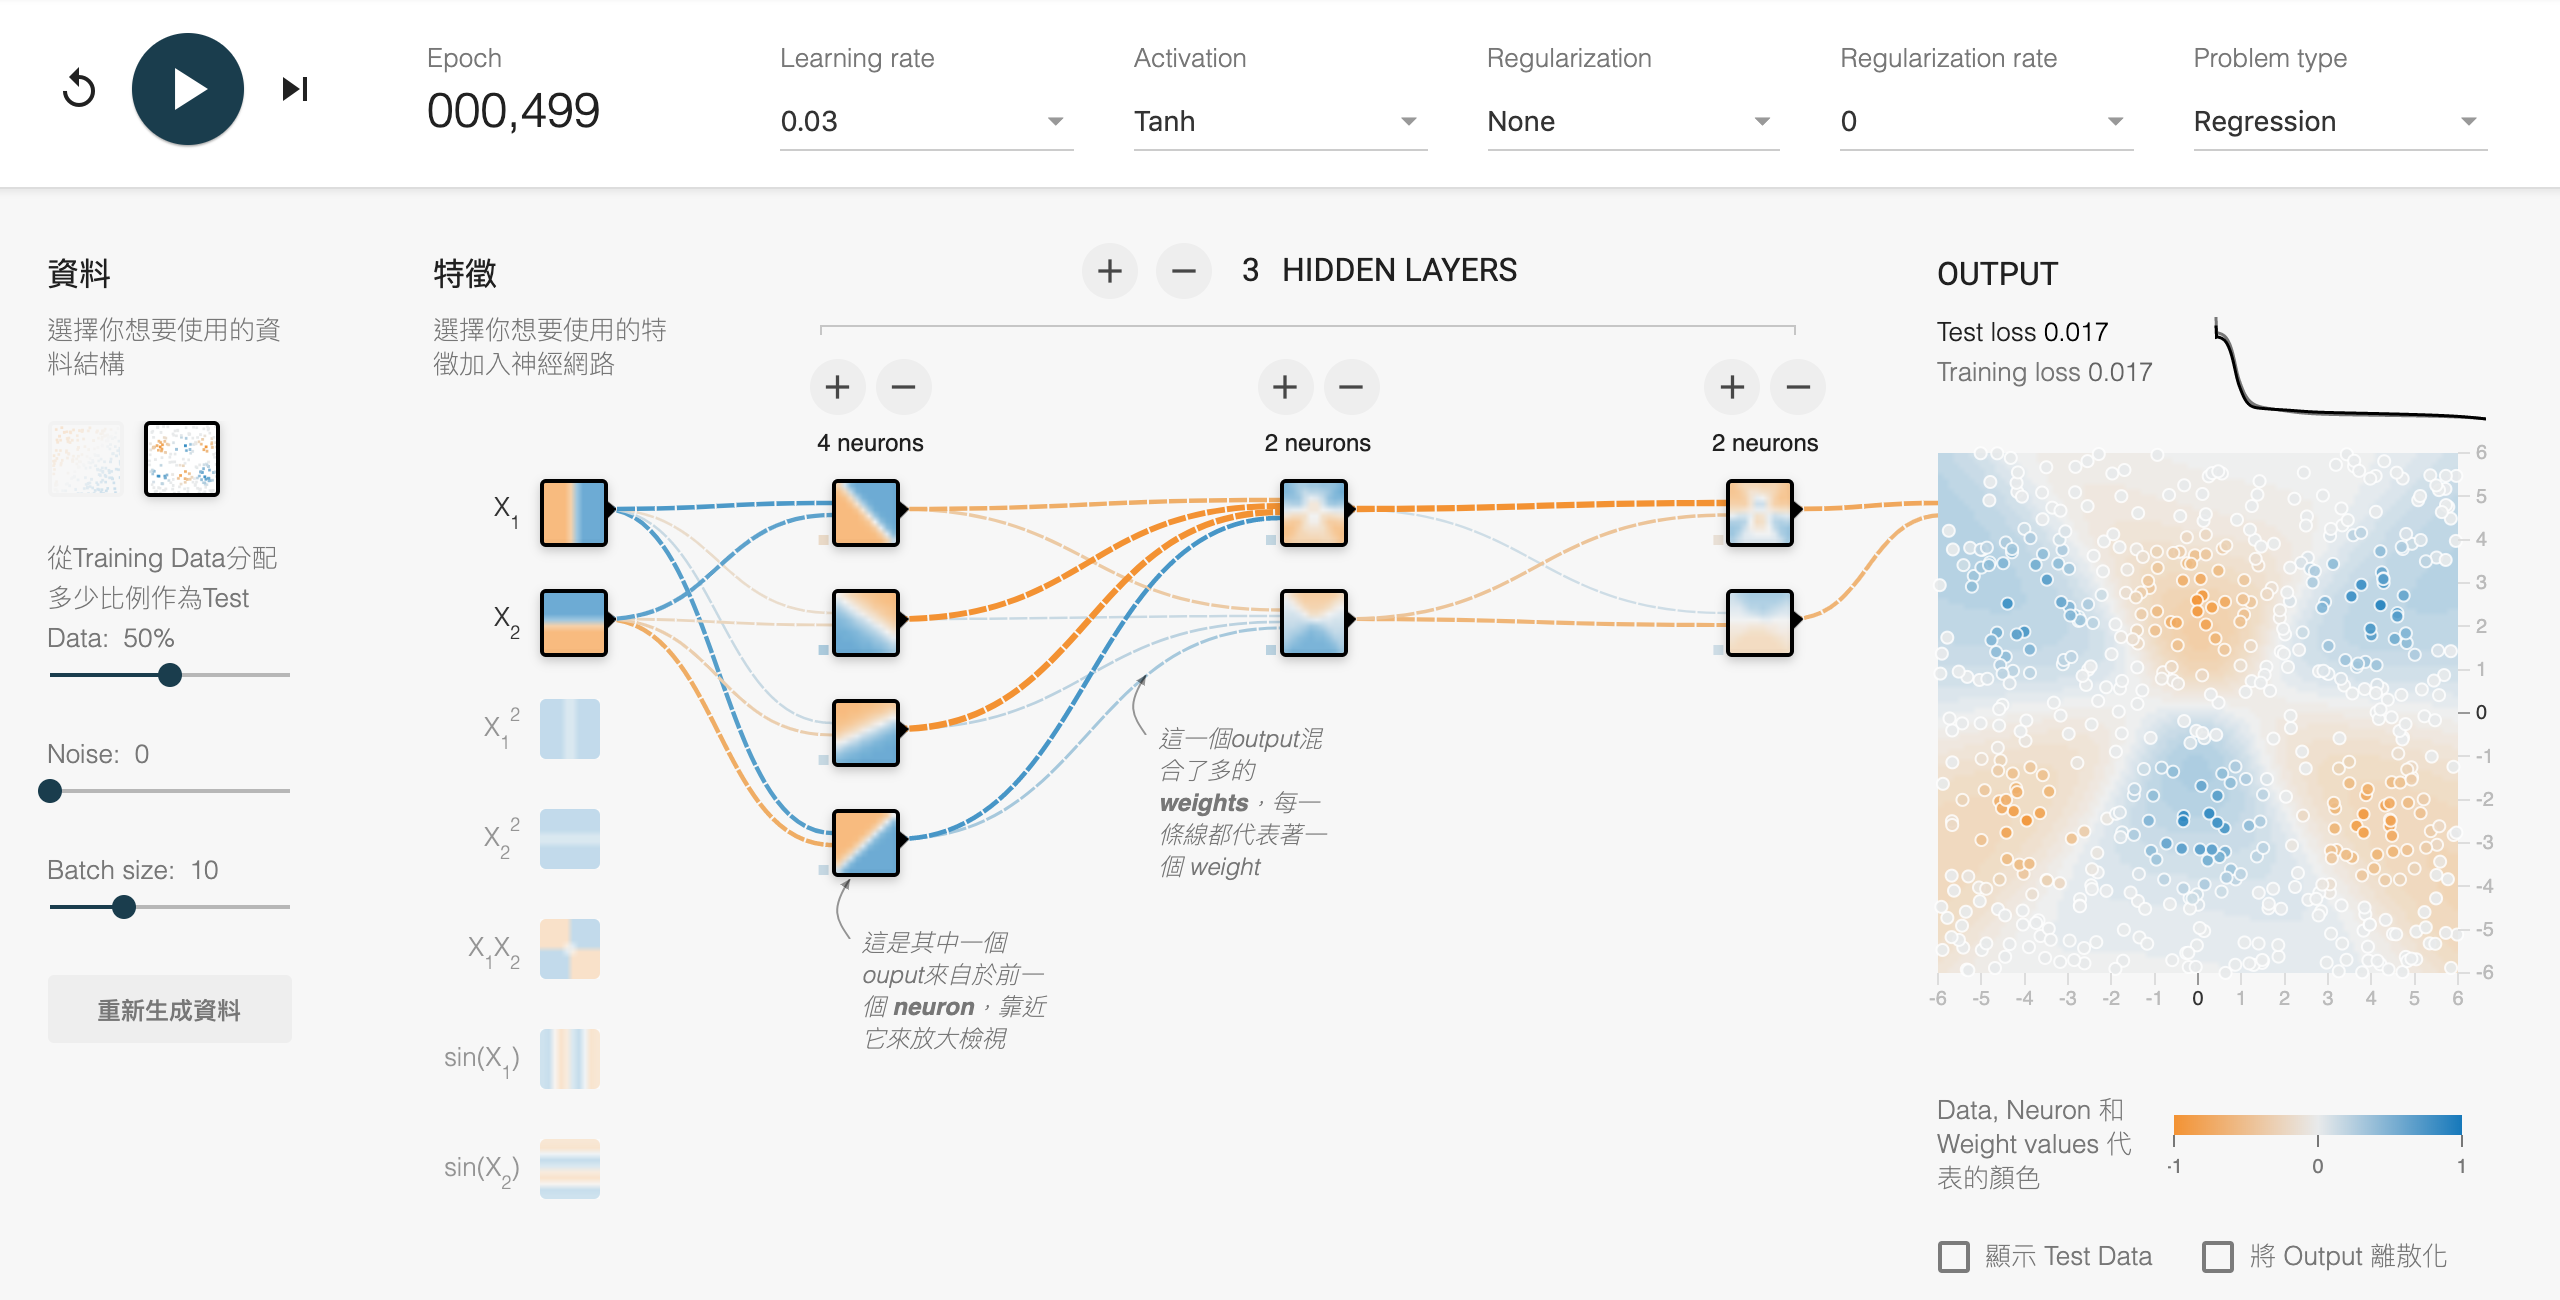 Epoch
000,499
Learning rate
0.03
Activation
Tanh
Regularization
None
Regularization rate
0
Problem type
Regression
資料
選擇你想要使用的資
料結構
從Training Data分配
多少比例作為Test
Data: 50%
Noise: 0
Batch size: 10
重新生成資料
特徵
選擇你想要使用的特
徵加入神經網路
X1
X2
X1^2
X2^2
X1X2
sin(X1)
sin(X2)
3 HIDDEN LAYERS
4 neurons
2 neurons
2 neurons
這一個output混
合了多的
weights，每一
條線都代表著一
個 weight
這是其中一個
ouput來自於前一
個 neuron，靠近
它來放大檢視
OUTPUT
Test loss 0.017
Training loss 0.017
6
5
4
3
2
1
0
-1
-2
-3
-4
-5
-6
-6 -5 -4 -3 -2 -1 0 1 2 3 4 5 6
Data, Neuron 和
Weight values 代
表的顏色
-1 0 1
顯示 Test Data
將 Output 離散化